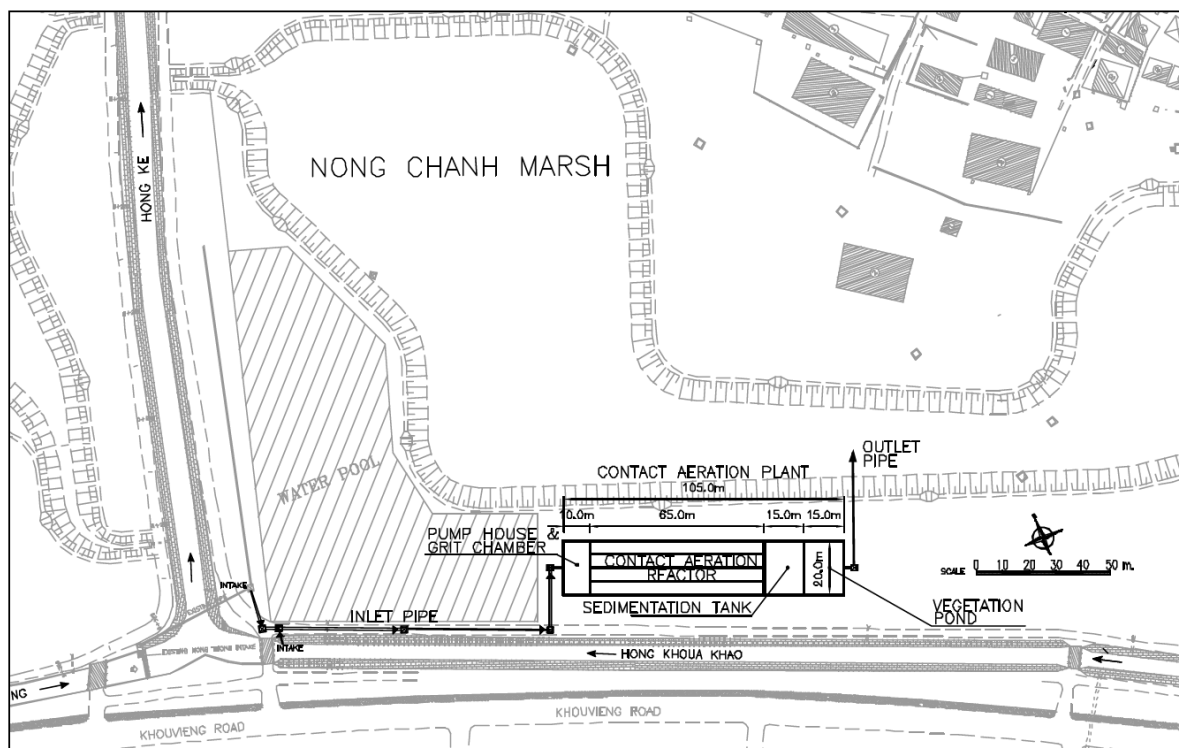 HONG KE
NONG CHANH MARSH
WATER POOL
OUTLET
PIPE
CONTACT AERATION PLANT
105.0m
10.0m
65.0m
15.0m
15.0m
PUMP HOUSE &
GRIT CHAMBER
CONTACT AERATION
REACTOR
20.0m
SEDIMENTATION TANK
VEGETATION
POND
SCALE 0 10 20 30 40 50 m.
INTAKE
INLET PIPE
INTAKE
HONG KHOUA KHAO
NG
KHOUVIENG ROAD
KHOUVIENG ROAD